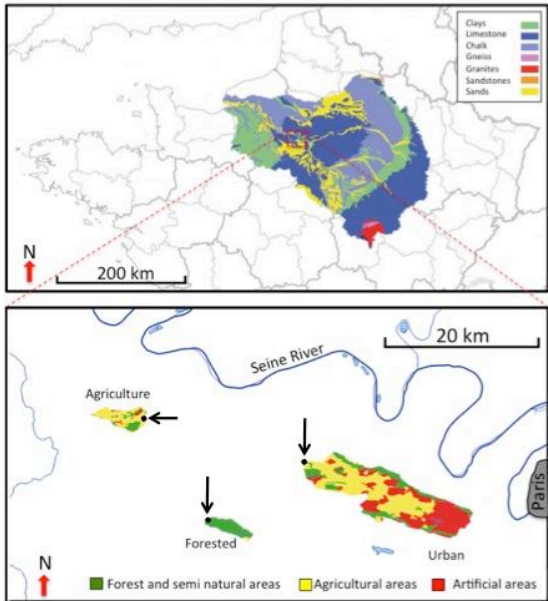 Clays
Limestone
Chalk
Gneiss
Granites
Sandstones
Sands
N
200 km
20 km
Seine River
Agriculture
Paris
Forested
Urban
N
Forest and semi natural areas
Agricultural areas
Artificial areas